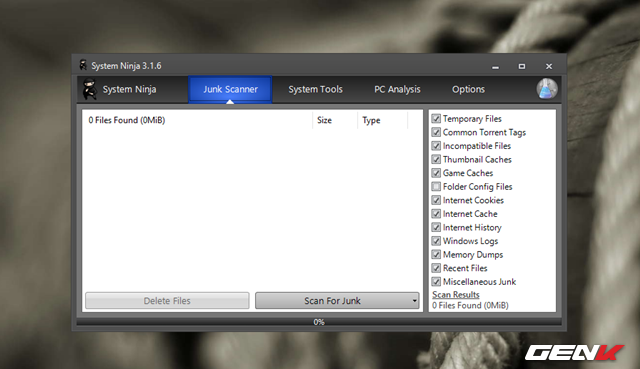 System Ninja 3.1.6
System Ninja
Junk Scanner
System Tools
PC Analysis
Options
0 Files Found (0MiB)
Size
Type
Temporary Files
Common Torrent Tags
Incompatible Files
Thumbnail Caches
Game Caches
Folder Config Files
Internet Cookies
Internet Cache
Internet History
Windows Logs
Memory Dumps
Recent Files
Miscellaneous Junk
Scan Results
0 Files Found (0MiB)
Delete Files
Scan For Junk
0%
GENK